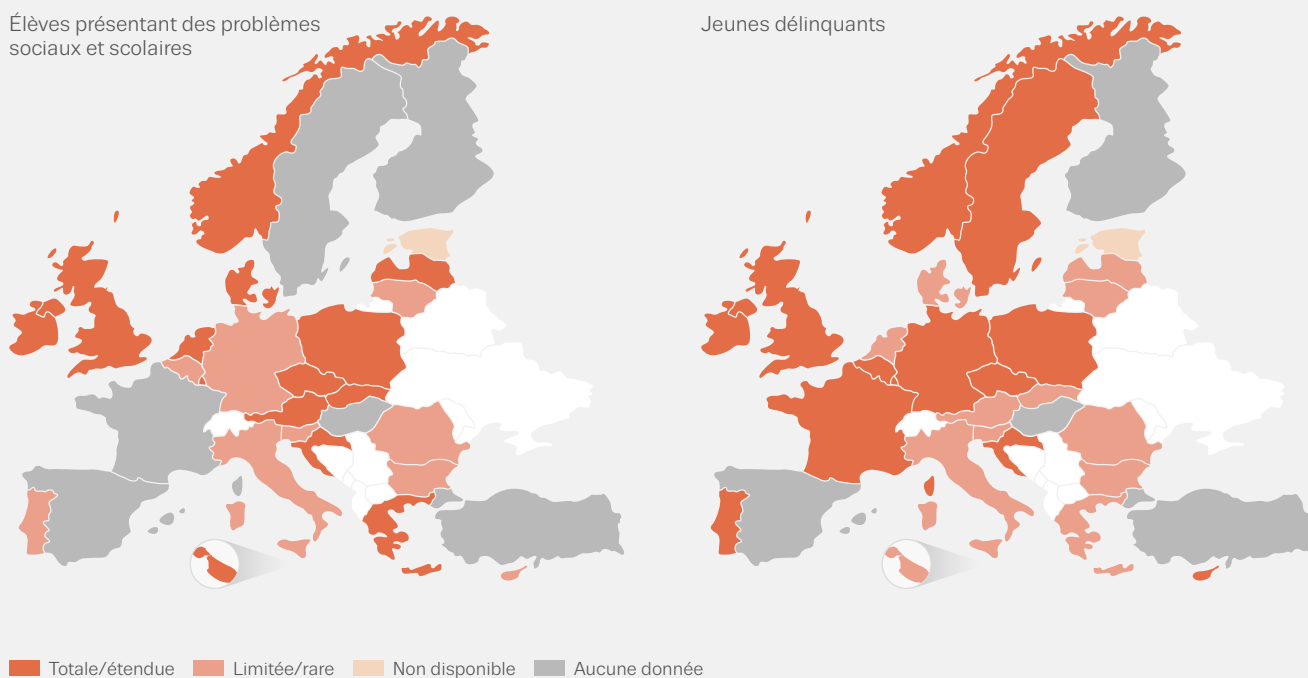 Élèves présentant des problèmes
sociaux et scolaires
Jeunes délinquants
Totale/étendue
Limitée/rare
Non disponible
Aucune donnée